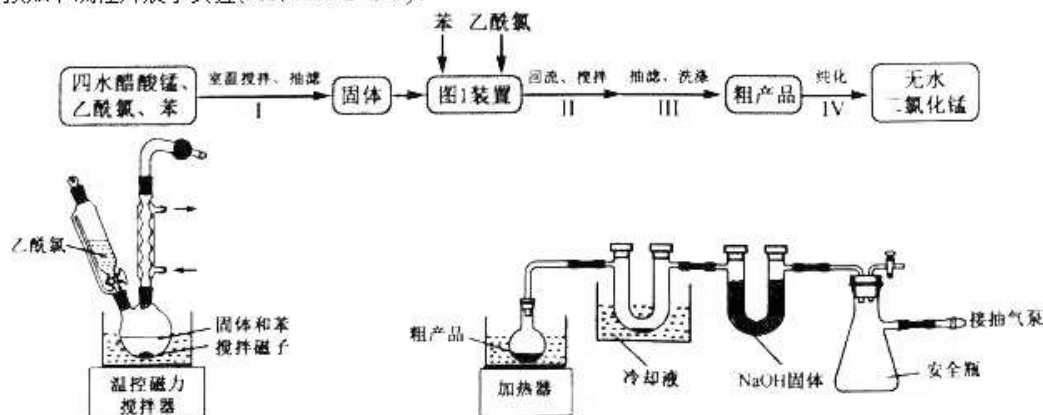 苯 乙酰氯
四水醋酸锰、
乙酰氯、苯
室温搅拌、抽滤
I
固体
图1装置
回流、搅拌
II
抽滤、洗涤
III
粗产品
纯化
IV
无水
二氯化锰
乙酰氯
固体和苯
搅拌磁子
温控磁力
搅拌器
粗产品
加热器
冷却液
NaOH固体
安全瓶
接抽气泵